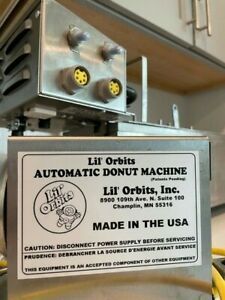 Lil' Orbits
AUTOMATIC DONUT MACHINE
(Patents Pending)
Lil' Orbits
Lil' Orbits, Inc.
8900 109th Ave. N. Suite 100
Champlin, MN 55316
MADE IN THE USA
CAUTION: DISCONNECT POWER SUPPLY BEFORE SERVICING
PRUDENCE: DEBRANCHER LA SOURCE D'ENERGIE AVANT DENTRETIEN
THIS EQUIPMENT IS AN ACCEPTED COMPONENT OF OTHER EQUIPMENT